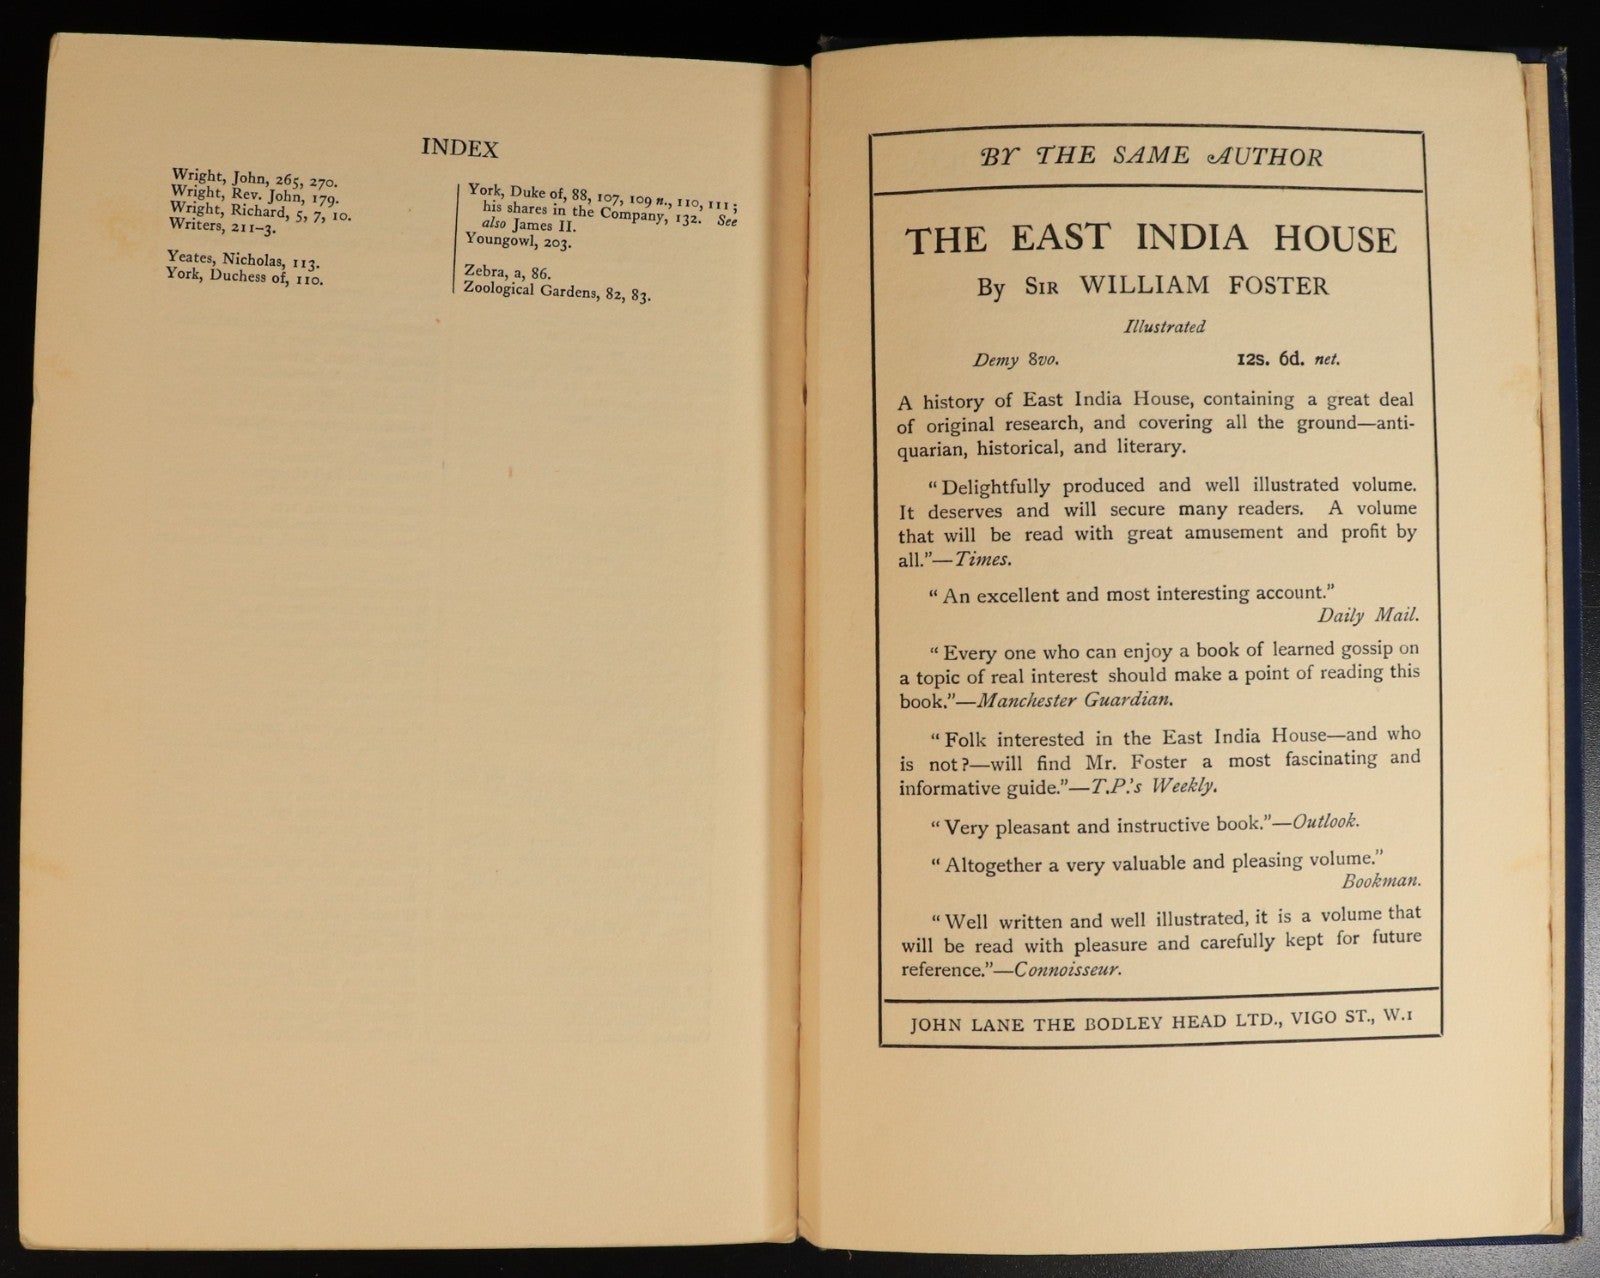 INDEX
Wright, John, 265, 270.
Wright, Rev. John, 179.
Wright, Richard, 5, 7, 10.
Writers, 211–3.
Yeates, Nicholas, 113.
York, Duchess of, 110.
York, Duke of, 88, 107, 109 n., 110, 111;
his shares in the Company, 132. See
also James II.
Youngowl, 203.
Zebra, a, 86.
Zoological Gardens, 82, 83.
BY THE SAME AUTHOR
THE EAST INDIA HOUSE
By SIR WILLIAM FOSTER
Illustrated
Demy 8vo. 12s. 6d. net.
A history of East India House, containing a great deal
of original research, and covering all the ground—anti-
quarian, historical, and literary.
“Delightfully produced and well illustrated volume.
It deserves and will secure many readers. A volume
that will be read with great amusement and profit by
all.”—Times.
“An excellent and most interesting account.”
Daily Mail.
“Every one who can enjoy a book of learned gossip on
a topic of real interest should make a point of reading this
book.”—Manchester Guardian.
“Folk interested in the East India House—and who
is not?—will find Mr. Foster a most fascinating and
informative guide.”—T.P.'s Weekly.
“Very pleasant and instructive book.”—Outlook.
“Altogether a very valuable and pleasing volume.”
Bookman.
“Well written and well illustrated, it is a volume that
will be read with pleasure and carefully kept for future
reference.”—Connoisseur.
JOHN LANE THE BODLEY HEAD LTD., VIGO ST., W.1